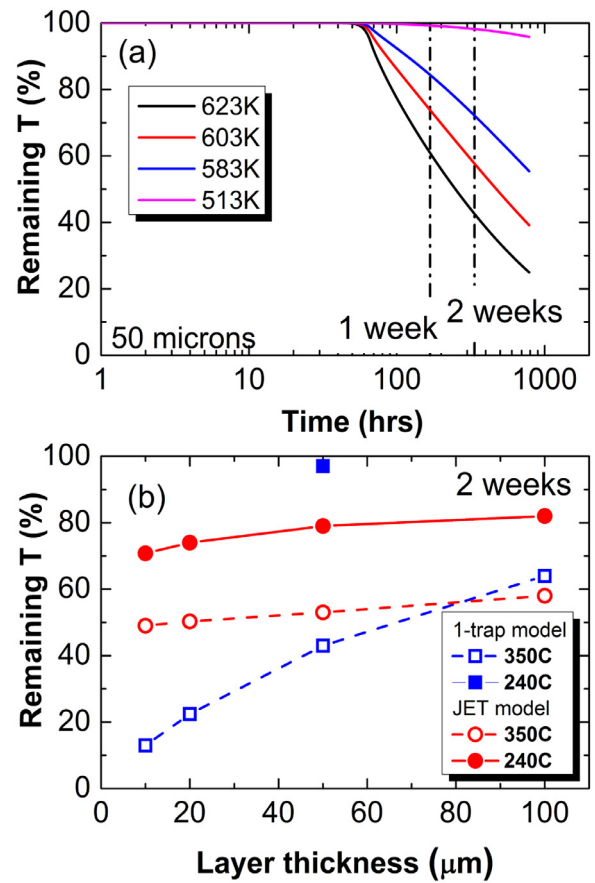 100
80
60
40
20
0
Remaining T (%)
(a)
623K
603K
583K
513K
50 microns
1 week
2 weeks
1
10
100
1000
Time (hrs)
100
80
60
40
20
0
Remaining T (%)
(b)
2 weeks
1-trap model
350C
240C
JET model
350C
240C
0
20
40
60
80
100
Layer thickness (μm)